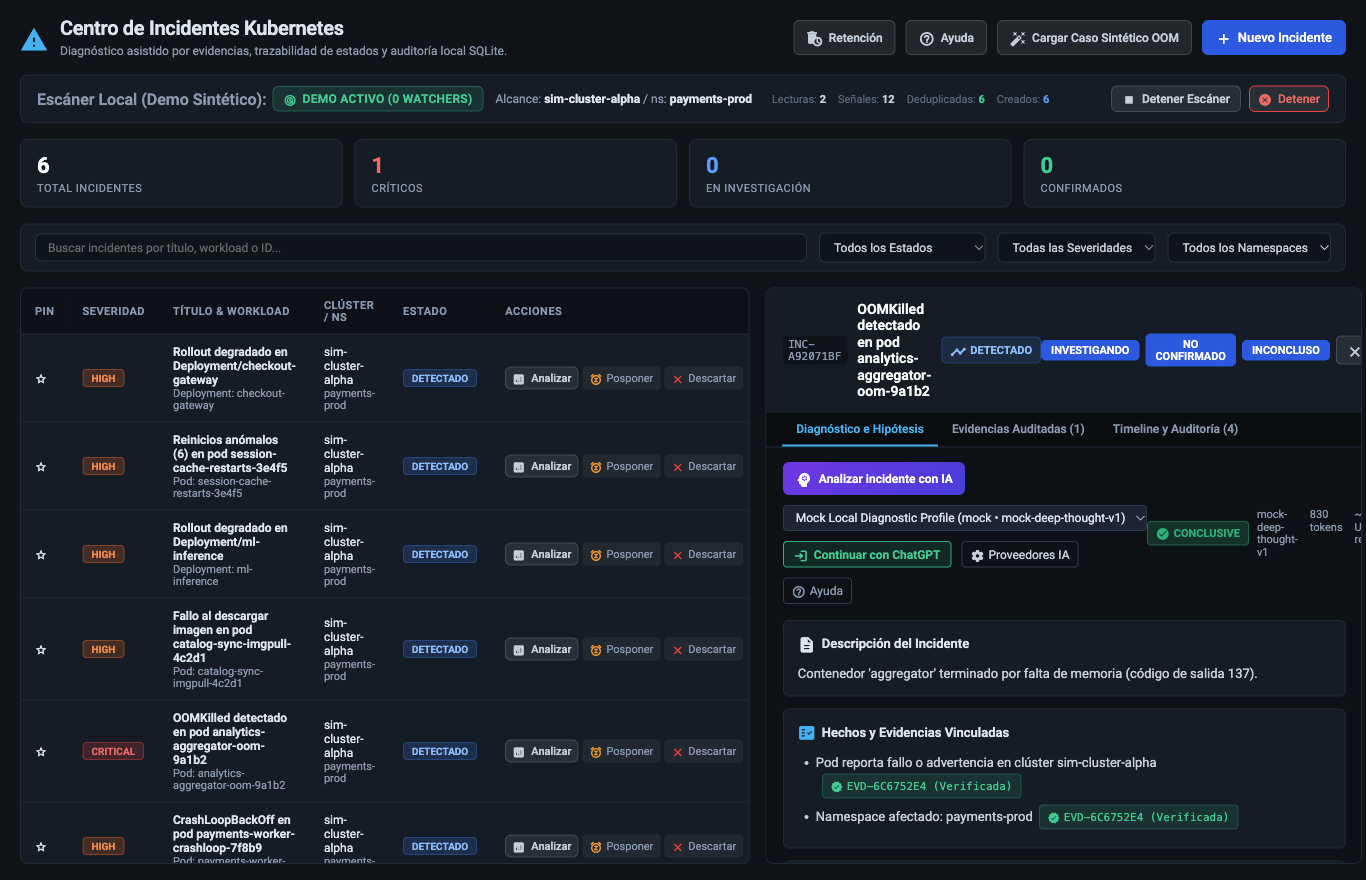 Centro de Incidentes Kubernetes
Diagnóstico asistido por evidencias, trazabilidad de estados y auditoría local SQLite.
Retención
Ayuda
Cargar Caso Sintético OOM
+ Nuevo Incidente
Escáner Local (Demo Sintético):
DEMO ACTIVO (0 WATCHERS)
Alcance: sim-cluster-alpha / ns: payments-prod
Lecturas: 2
Señales: 12
Deduplicadas: 6
Creados: 6
Detener Escáner
Detener
6
TOTAL INCIDENTES
1
CRÍTICOS
0
EN INVESTIGACIÓN
0
CONFIRMADOS
Buscar incidentes por título, workload o ID...
Todos los Estados
Todas las Severidades
Todos los Namespaces
PIN
SEVERIDAD
TÍTULO & WORKLOAD
CLÚSTER
/ NS
ESTADO
ACCIONES
HIGH
Rollout degradado en
Deployment/checkout-
gateway
Deployment: checkout-
gateway
sim-
cluster-
alpha
payments-
prod
DETECTADO
Analizar
Posponer
Descartar
HIGH
Reinicios anómalos
(6) en pod session-
cache-restarts-3e4f5
Pod: session-cache-
restarts-3e4f5
sim-
cluster-
alpha
payments-
prod
DETECTADO
Analizar
Posponer
Descartar
HIGH
Rollout degradado en
Deployment/ml-
inference
Deployment: ml-
inference
sim-
cluster-
alpha
payments-
prod
DETECTADO
Analizar
Posponer
Descartar
HIGH
Fallo al descargar
imagen en pod
catalog-sync-imgpull-
4c2d1
Pod: catalog-sync-
imgpull-4c2d1
sim-
cluster-
alpha
payments-
prod
DETECTADO
Analizar
Posponer
Descartar
CRITICAL
OOMKilled detectado
en pod analytics-
aggregator-oom-
9a1b2
Pod: analytics-
aggregator-oom-9a1b2
sim-
cluster-
alpha
payments-
prod
DETECTADO
Analizar
Posponer
Descartar
HIGH
CrashLoopBackOff en
pod payments-worker-
crashloop-7f8b9
Pod: payments-worker-
sim-
cluster-
alpha
payments-
DETECTADO
Analizar
Posponer
Descartar
INC-
A92071BF
OOMKilled
detectado
en pod
analytics-
aggregator-
oom-9a1b2
DETECTADO
INVESTIGANDO
NO
CONFIRMADO
INCONCLUSO
Diagnóstico e Hipótesis
Evidencias Auditadas (1)
Timeline y Auditoría (4)
Analizar incidente con IA
Mock Local Diagnostic Profile (mock • mock-deep-thought-v1)
Continuar con ChatGPT
Proveedores IA
Ayuda
CONCLUSIVE
mock-
deep-
thought-
v1
830
tokens
Descripción del Incidente
Contenedor 'aggregator' terminado por falta de memoria (código de salida 137).
Hechos y Evidencias Vinculadas
• Pod reporta fallo o advertencia en clúster sim-cluster-alpha
EVD-6C6752E4 (Verificada)
• Namespace afectado: payments-prod
EVD-6C6752E4 (Verificada)